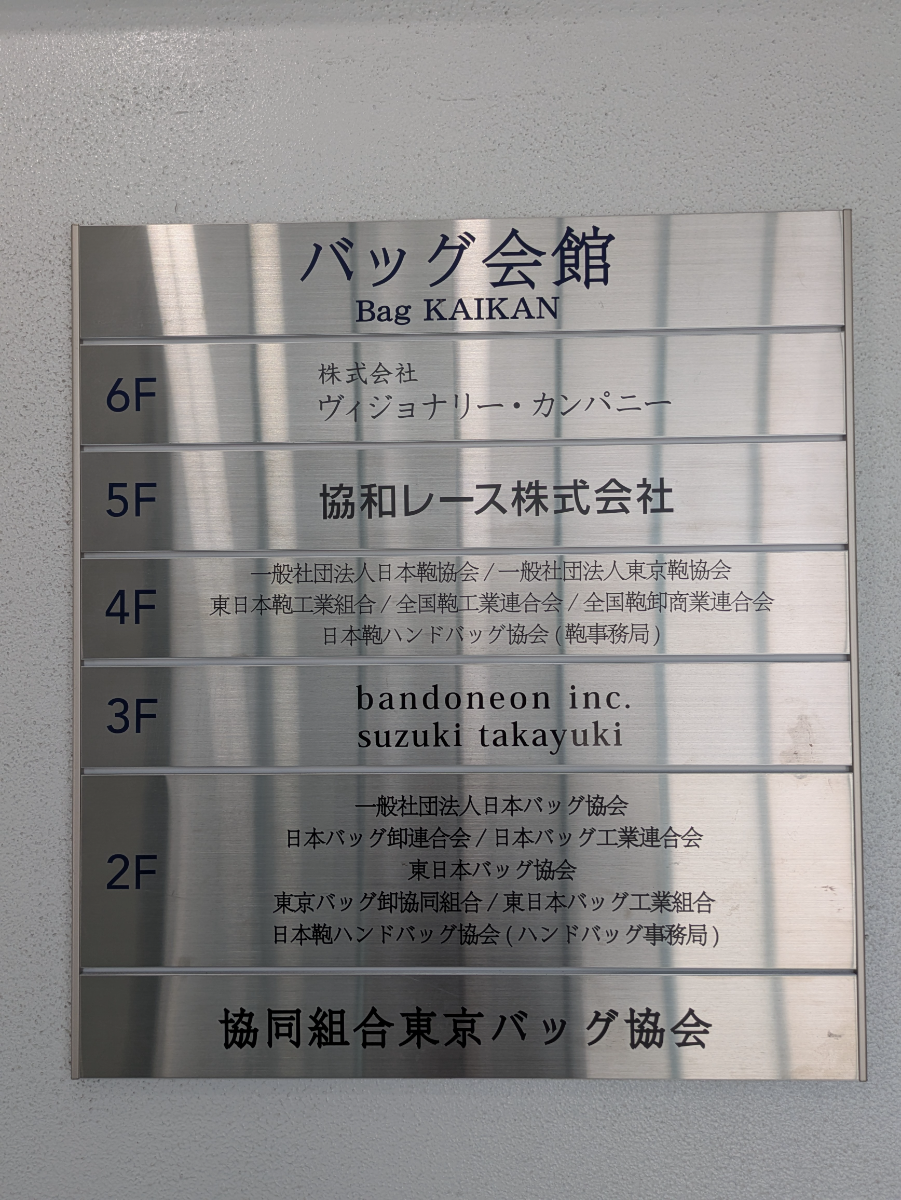 バッグ会館
Bag KAIKAN
6F
株式会社
ヴィジョナリー・カンパニー
5F
協和レース株式会社
4F
一般社団法人日本鞄協会 / 一般社団法人東京鞄協会
東日本鞄工業組合 / 全国鞄工業連合会 / 全国鞄卸商業連合会
日本鞄ハンドバッグ協会 ( 鞄事務局 )
3F
bandoneon inc.
suzuki takayuki
2F
一般社団法人日本バッグ協会
日本バッグ卸連合会 / 日本バッグ工業連合会
東日本バッグ協会
東京バッグ卸協同組合 / 東日本バッグ工業組合
日本鞄ハンドバッグ協会 ( ハンドバッグ事務局 )
協同組合東京バッグ協会